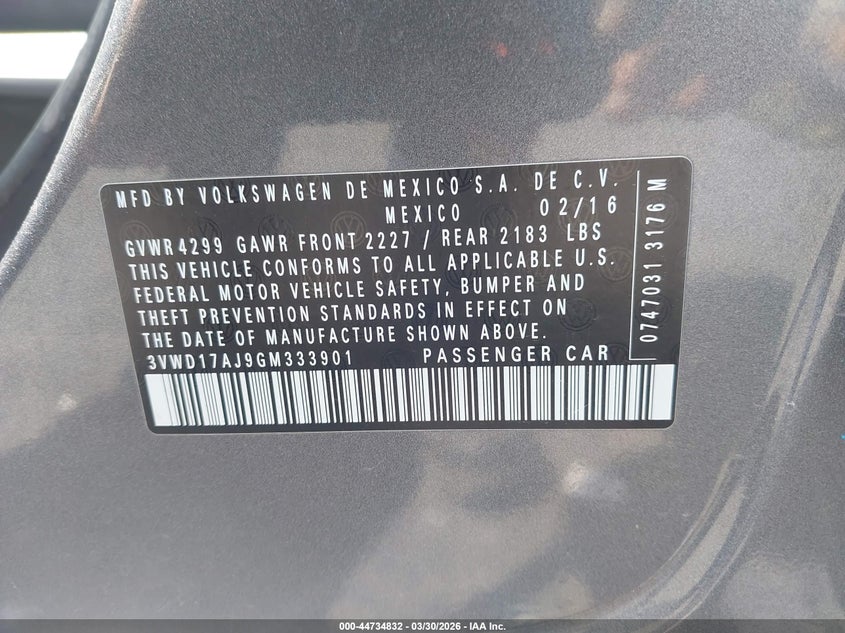 MFD BY VOLKSWAGEN DE MEXICO S.A. DE C.V.
MEXICO 02/16
GVWR 4299 GAWR FRONT 2227 / REAR 2183 LBS
THIS VEHICLE CONFORMS TO ALL APPLICABLE U.S.
FEDERAL MOTOR VEHICLE SAFETY, BUMPER AND
THEFT PREVENTION STANDARDS IN EFFECT ON
THE DATE OF MANUFACTURE SHOWN ABOVE.
3VWD17AJ9GM333901 PASSENGER CAR
0747031 3176 M
000-44734832 - 03/30/2026 - IAA Inc.